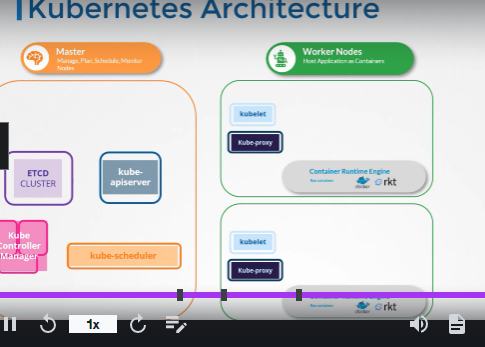 Kubernetes Architecture
Master
Manage, Plan, Schedule, Monitor
Nodes
Worker Nodes
Host Application as Containers
ETCD
CLUSTER
kube-
apiserver
Kube
Controller
Manager
kube-scheduler
kubelet
Kube-proxy
Container Runtime Engine
docker
rkt
kubelet
Kube-proxy
rkt
1x